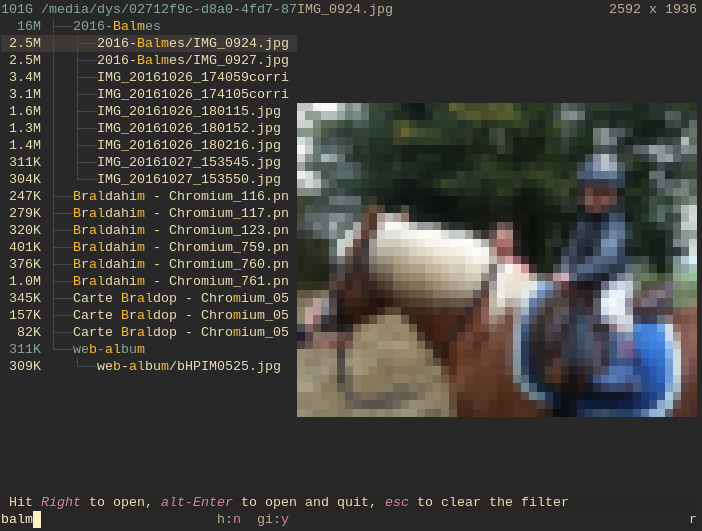 101G /media/dys/02712f9c-d8a0-4fd7-87IMG_0924.jpg 2592 x 1936
16M 2016-Balmes
2.5M 2016-Balmes/IMG_0924.jpg
2.5M 2016-Balmes/IMG_0927.jpg
3.4M IMG_20161026_174059corri
3.1M IMG_20161026_174105corri
1.6M IMG_20161026_180115.jpg
1.3M IMG_20161026_180152.jpg
1.4M IMG_20161026_180216.jpg
311K IMG_20161027_153545.jpg
304K IMG_20161027_153550.jpg
247K Braldahim - Chromium_116.pn
279K Braldahim - Chromium_117.pn
320K Braldahim - Chromium_123.pn
401K Braldahim - Chromium_759.pn
376K Braldahim - Chromium_760.pn
1.0M Braldahim - Chromium_761.pn
345K Carte Braldop - Chromium_05
157K Carte Braldop - Chromium_05
82K Carte Braldop - Chromium_05
311K web-album
309K web-album/bHPIM0525.jpg
Hit Right to open, alt-Enter to open and quit, esc to clear the filter
balm h:n gi:y r